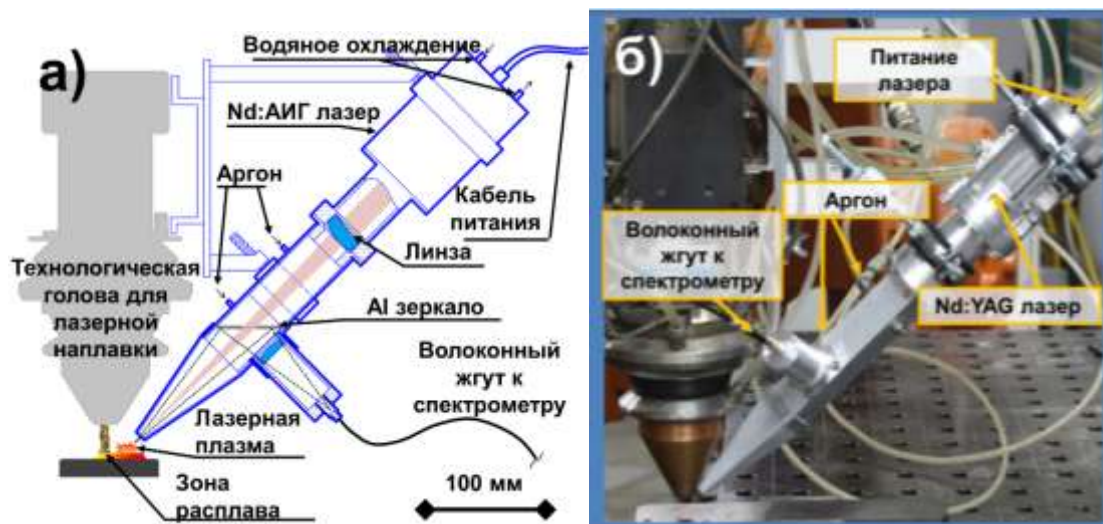 а)
Водяное охлаждение
Nd:АИГ лазер
Аргон
Кабель
питания
Линза
Технологическая
голова для
лазерной
наплавки
Al зеркало
Волоконный
жгут к
спектрометру
Лазерная
плазма
Зона
расплава
100 мм
б)
Питание
лазера
Аргон
Волоконный
жгут к
спектрометру
Nd:YAG лазер